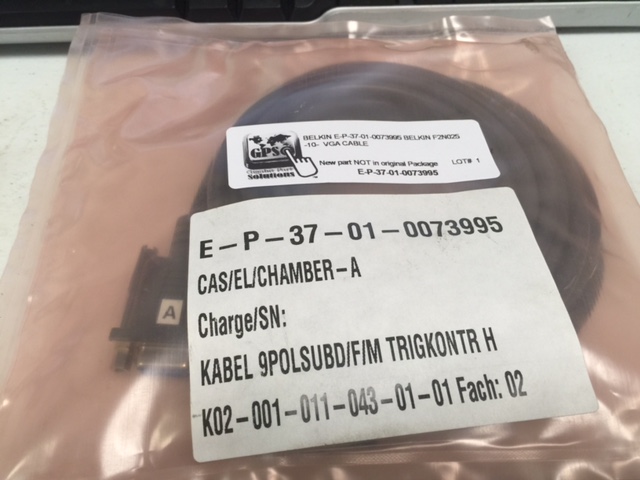 GPS
Solutions
BELKIN E-P-37-01-0073995 BELKIN F2N025
-10- VGA CABLE
New part NOT in original Package
LOT# 1
E-P-37-01-0073995
E-P-37-01-0073995
CAS/EL/CHAMBER-A
Charge/SN:
KABEL 9POLSUBD/F/M TRIGKONTR H
K02-001-011-043-01-01 Fach: 02
A